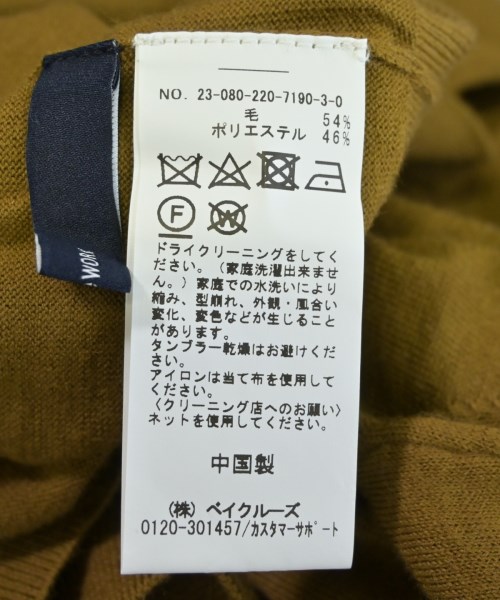 NO. 23-080-220-7190-3-0
毛 54%
ポリエステル 46%
F W
ドライクリーニングをしてく
ださい。（家庭洗濯出来ませ
ん。）家庭での水洗いにより
縮み、型崩れ、外観・風合い
変化、変色などが生じること
があります。
タンブラー乾燥はお避けくだ
さい。
アイロンは当て布を使用して
ください。
〈クリーニング店へのお願い〉
ネットを使用してください。
中国製
（株）ベイクルーズ
0120-301457/カスタマーサポート
WORK